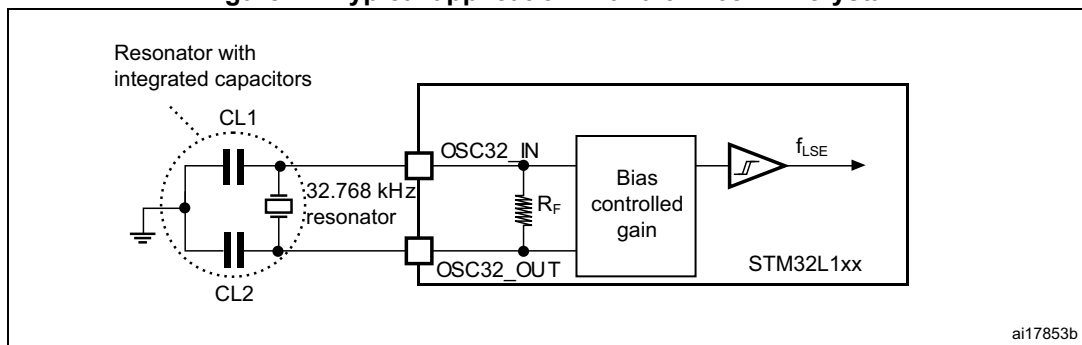 Resonator with
integrated capacitors
CL1
OSC32_IN
fLSE
32.768 kHz
resonator
RF
Bias
controlled
gain
OSC32_OUT
STM32L1xx
CL2
ai17853b